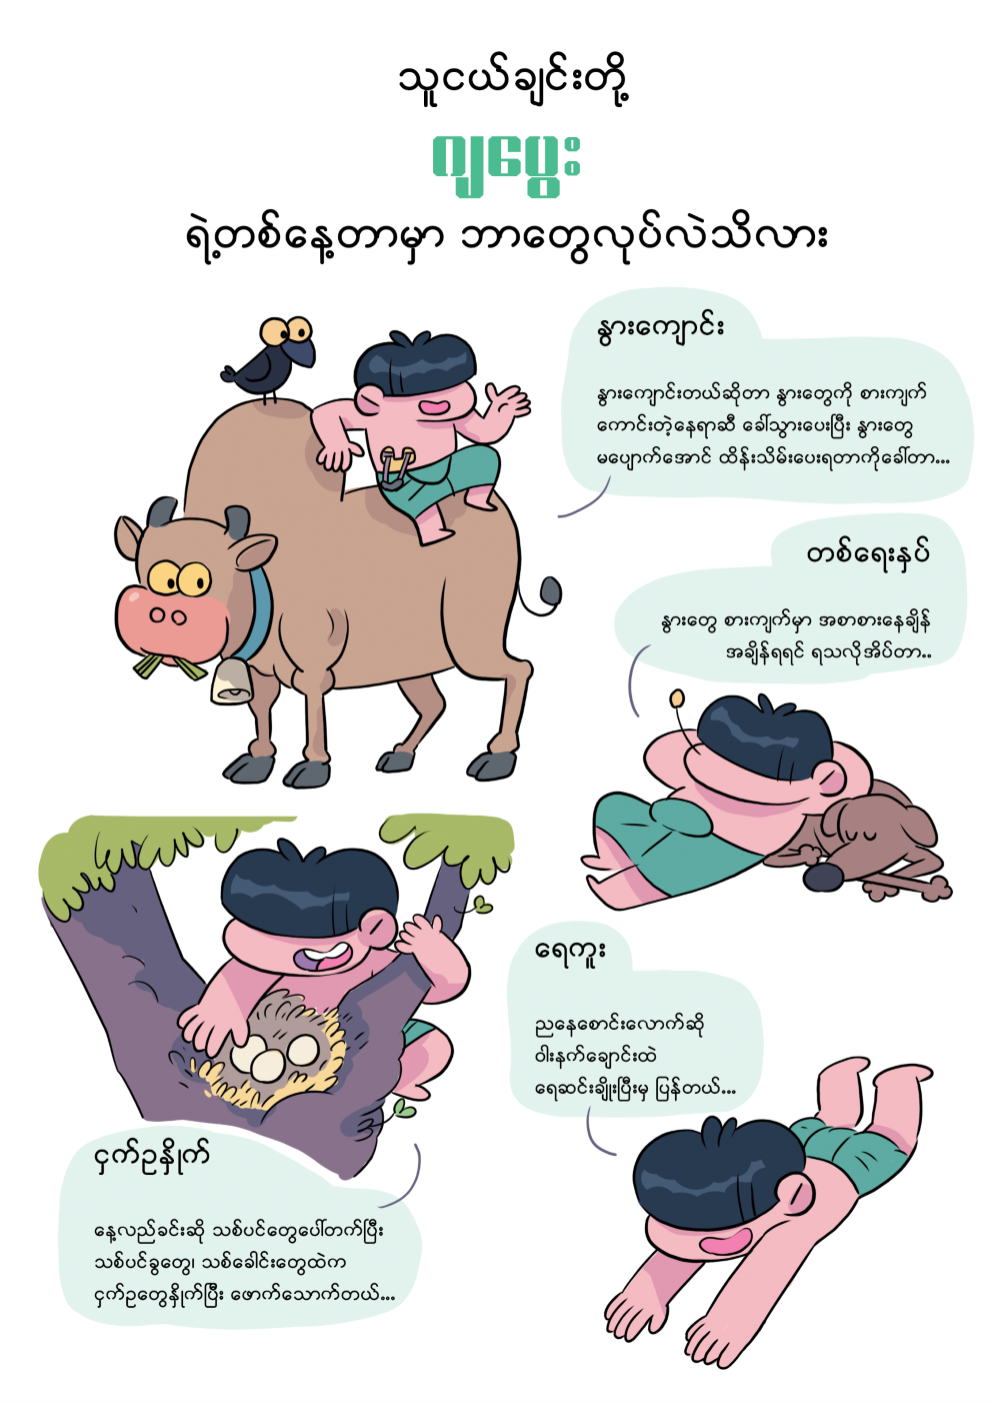 သူငယ်ချင်းတို့
ဂျပွေး
ရဲ့တစ်နေ့တာမှာ ဘာတွေလုပ်လဲသိလား
နွားကျောင်း
နွားကျောင်းတယ်ဆိုတာ နွားတွေကို စားကျက်
ကောင်းတဲ့နေရာဆီ ခေါ်သွားပေးပြီး နွားတွေ
မပျောက်အောင် ထိန်းသိမ်းပေးရတာကိုခေါ်တာ...
တစ်ရေးနှပ်
နွားတွေ စားကျက်မှာ အစာစားနေချိန်
အချိန်ရရင် ရသလိုအိပ်တာ..
ရေကူး
ညနေစောင်းလောက်ဆို
ဝါးနက်ချောင်းထဲ
ရေဆင်းချိုးပြီးမှ ပြန်တယ်...
ငှက်ဥနှိုက်
နေ့လည်ခင်းဆို သစ်ပင်တွေပေါ်တက်ပြီး
သစ်ပင်ခွတွေ၊ သစ်ခေါင်းတွေထဲက
ငှက်ဥတွေနှိုက်ပြီး ဖောက်သောက်တယ်...